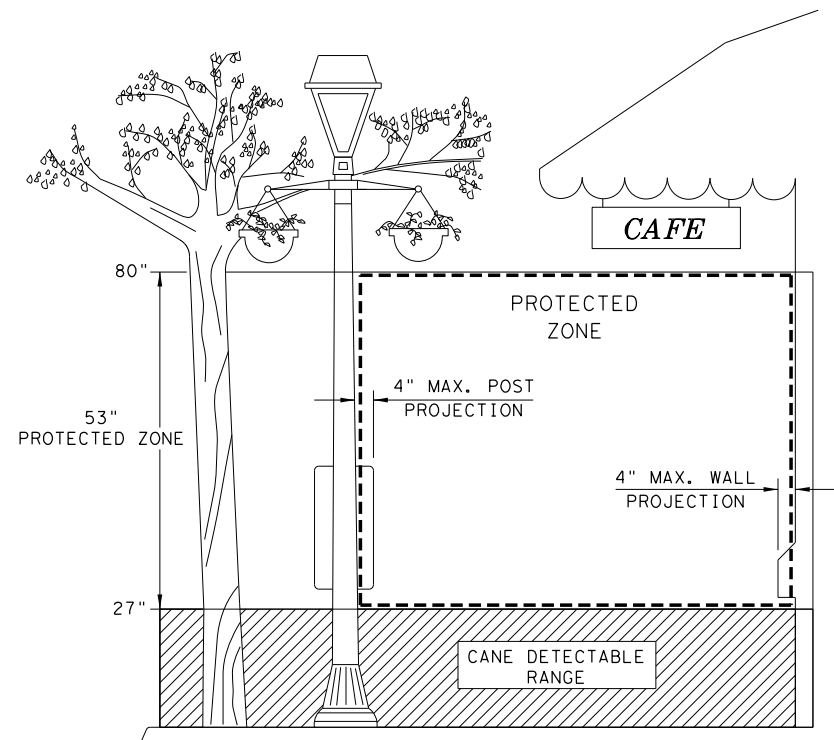 CAFE
80"
PROTECTED
ZONE
4" MAX. POST
PROJECTION
53"
PROTECTED ZONE
4" MAX. WALL
PROJECTION
27"
CANE DETECTABLE
RANGE